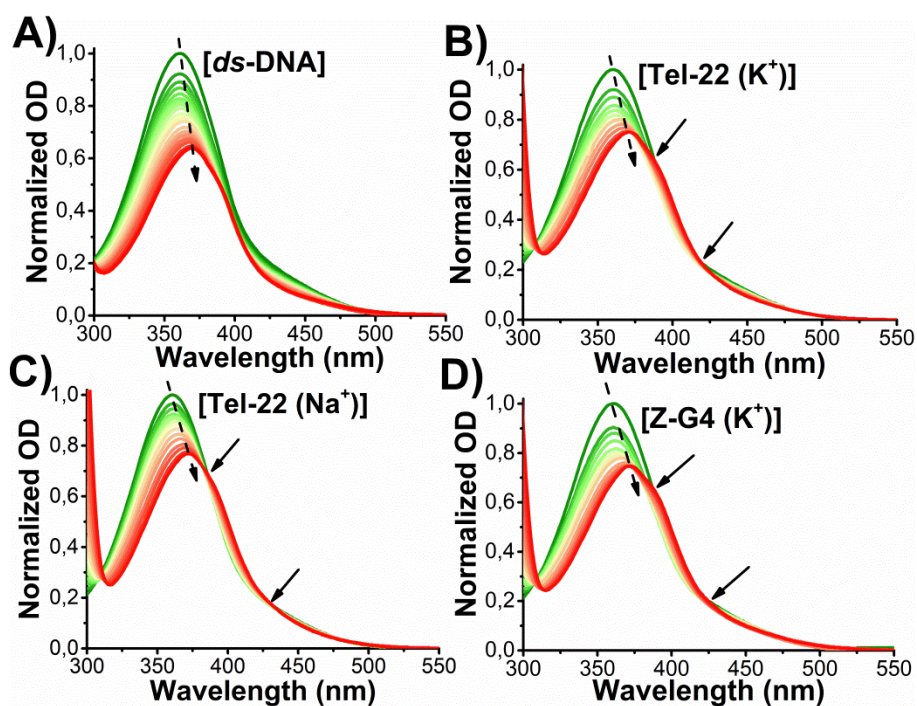 A)
[ds-DNA]
Normalized OD
1,0
0,8
0,6
0,4
0,2
0,0
300 350 400 450 500 550
Wavelength (nm)
B)
[Tel-22 (K⁺)]
Normalized OD
1,0
0,8
0,6
0,4
0,2
0,0
300 350 400 450 500 550
Wavelength (nm)
C)
[Tel-22 (Na⁺)]
Normalized OD
1,0
0,8
0,6
0,4
0,2
0,0
300 350 400 450 500 550
Wavelength (nm)
D)
[Z-G4 (K⁺)]
Normalized OD
1,0
0,8
0,6
0,4
0,2
0,0
300 350 400 450 500 550
Wavelength (nm)